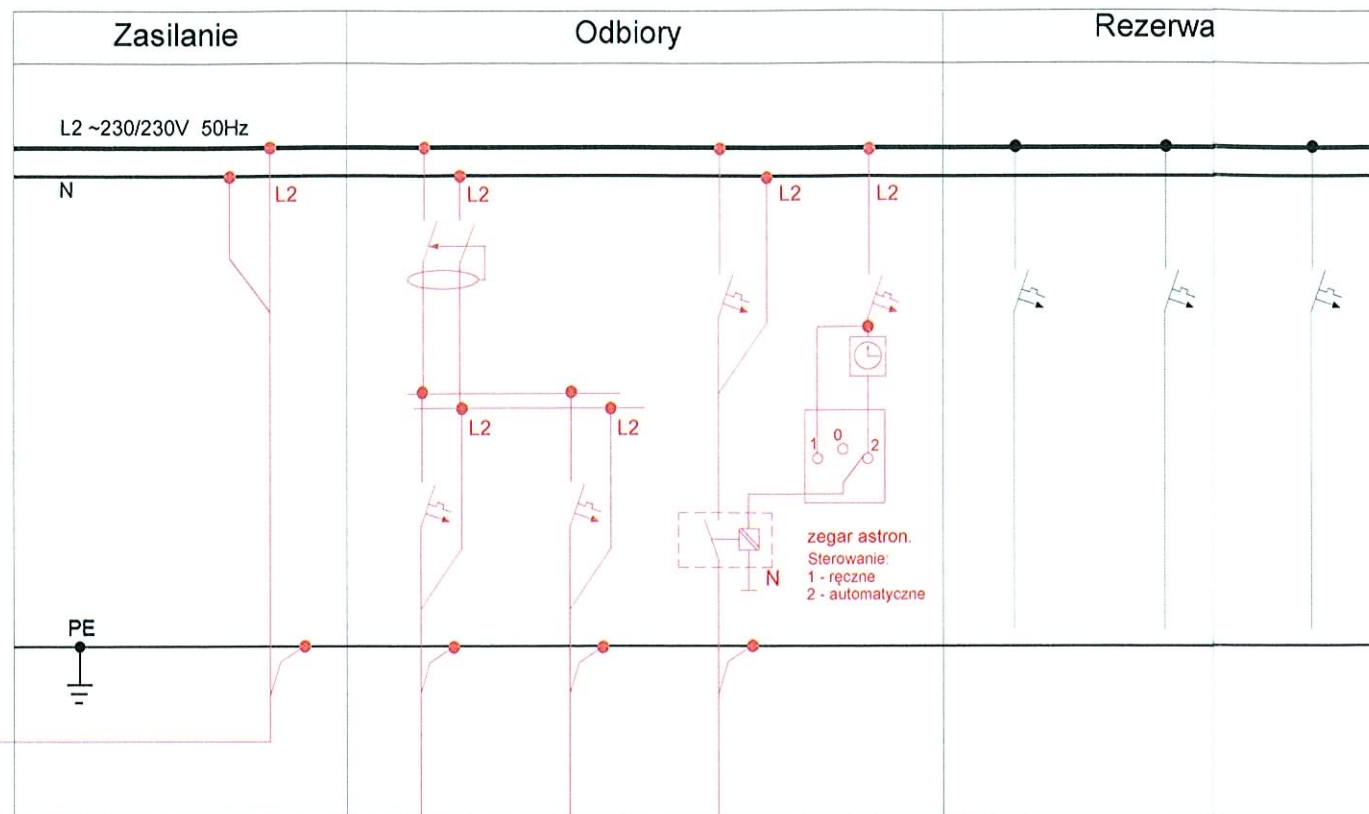 Zasilanie
Odbiory
Rezerwa
L2 ~230/230V 50Hz
N
L2
L2
L2
L2
L2
L2
1
0
2
zegar astron.
Sterowanie:
1 - ręczne
2 - automatyczne
N
PE